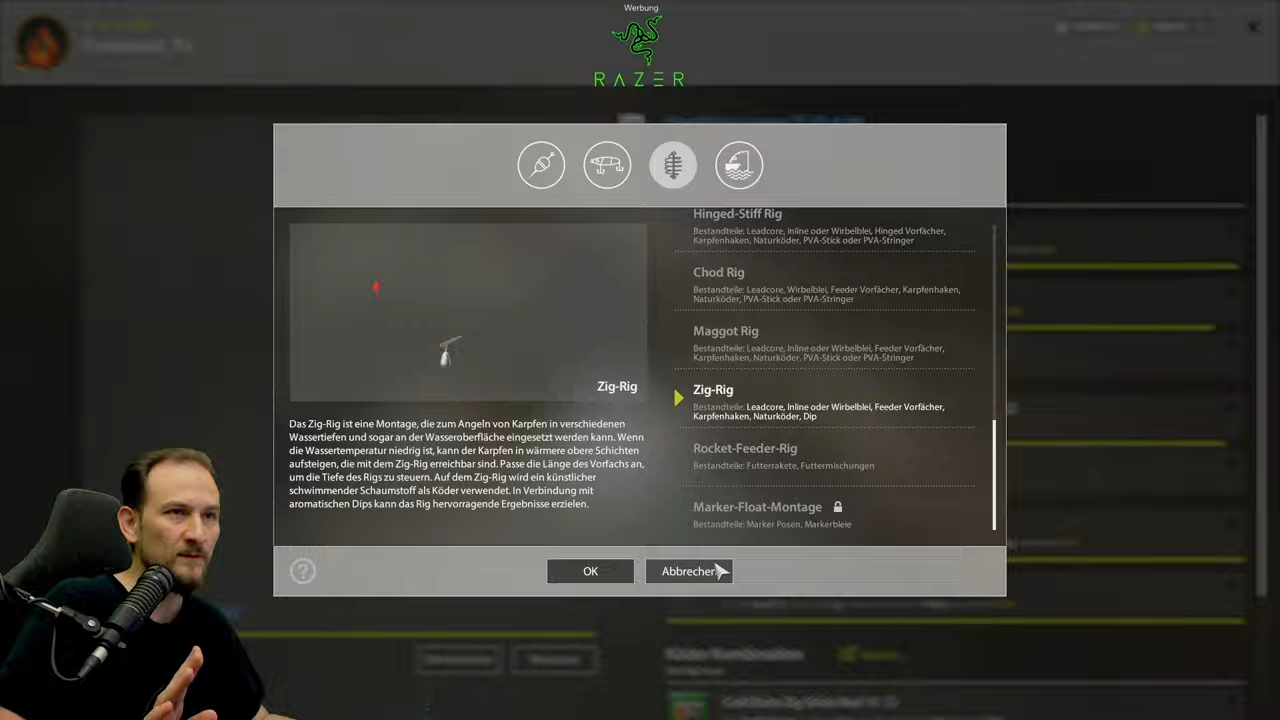 Werbung
RAZER
Hinged-Stiff Rig
Bestandteile: Leadcore, Inline oder Wirbelblei, Hinged Vorfächer,
Karpfenhaken, Naturköder, PVA-Stick oder PVA-Stringer
Chod Rig
Bestandteile: Leadcore, Wirbelblei, Feeder Vorfächer, Karpfenhaken,
Naturköder, PVA-Stick oder PVA-Stringer
Maggot Rig
Bestandteile: Leadcore, Inline oder Wirbelblei, Feeder Vorfächer,
Karpfenhaken, Naturköder, PVA-Stick oder PVA-Stringer
Zig-Rig
Zig-Rig
Bestandteile: Leadcore, Inline oder Wirbelblei, Feeder Vorfächer,
Karpfenhaken, Naturköder, Dip
Das Zig-Rig ist eine Montage, die zum Angeln von Karpfen in verschiedenen
Wassertiefen und sogar an der Wasseroberfläche eingesetzt werden kann. Wenn
die Wassertemperatur niedrig ist, kann der Karpfen in wärmere obere Schichten
aufsteigen, die mit dem Zig-Rig erreichbar sind. Passe die Länge des Vorfachs an,
um die Tiefe des Rigs zu steuern. Auf dem Zig-Rig wird ein künstlicher
schwimmender Schaumstoff als Köder verwendet. In Verbindung mit
aromatischen Dips kann das Rig hervorragende Ergebnisse erzielen.
Rocket-Feeder-Rig
Bestandteile: Futterrakete, Futtermischungen
Marker-Float-Montage
Bestandteile: Marker Posen, Markerbleie
?
OK
Abbrechen